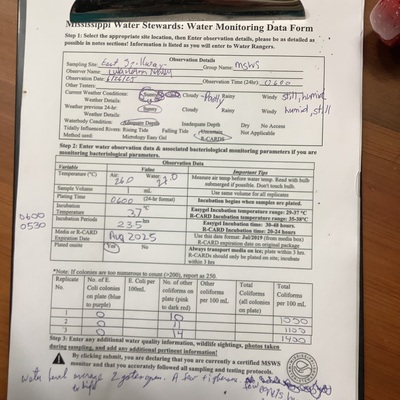 Mississippi Water Stewards: Water Monitoring Data Form
Step 1: Select the appropriate site location, then Enter observation details, please be as detailed as
possible in notes sections! Information is listed as you will enter to Water Rangers.
Observation Details
Sampling Site East Spillway Group Name MSWS
Observer Name
Observation Date Observation Time (24hr)
Other Testers
Current Weather Conditions: Sunny Cloudy Partly Rainy Windy still, humid
Weather Details:
Weather previous 24-hr: Sunny Cloudy Rainy Windy humid, still
Weather Details:
Waterbody Condition: Adequate Depth Inadequate Depth Dry No Access
Tidally Influenced Rivers: Rising Tide Falling Tide Uncertain Not Applicable
Method used: Micrology Easy Gel R-CARDS
Step 2: Enter water observation data & associated bacteriological monitoring parameters if you are
monitoring bacteriological parameters.
Observation Data
Variable Value Important Tips
Temperature (°C) Air: 26.0 Water: Measure air temp before water temp. Read with bulb
submerged if possible. Don't touch bulb.
Sample Volume 1 mL Use same volume for all replicates
Plating Time 0600 (24-hr format) Incubation begins when samples are plated.
Incubation Temperature 37 °C Easygel Incubation temperature range: 29-37 °C
R-CARD Incubation temperature range: 35-38°C
0600
0530
Incubation Periods 23.5 hrs Easygel Incubation time: 30-48 hours.
R-CARD Incubation time: 20-24 hours
Media or R-CARD Expiration Date Aug 2025 Use this date format: Jul/2019 (from media box)
R-CARD expiration date on original package
Plated onsite Yes No Always transport media on ice; plate within 3 hrs.
R-CARDs should only be plated on site; incubate
within 3 hrs
*Note: If colonies are too numerous to count (>200), report as 250.
Replicate No. No. of E. Coli colonies on plate (blue to purple) E. Coli per 100mL No. of other coliforms on plate (pink to dark red) Other coliforms per 100 mL Total Coliforms (all colonies on plate) Total Coliforms per 100 mL
1 0 10 1000
2 0 11 1100
3 0 14 1400
Step 3: Enter any additional water quality information, wildlife sightings, photos taken
during sampling, and add any additional pertinent information!
By clicking submit, you are declaring that you are currently a certified MSWS
monitor and that you accurately followed all sampling and testing protocols.
water level
2 gates open. A few